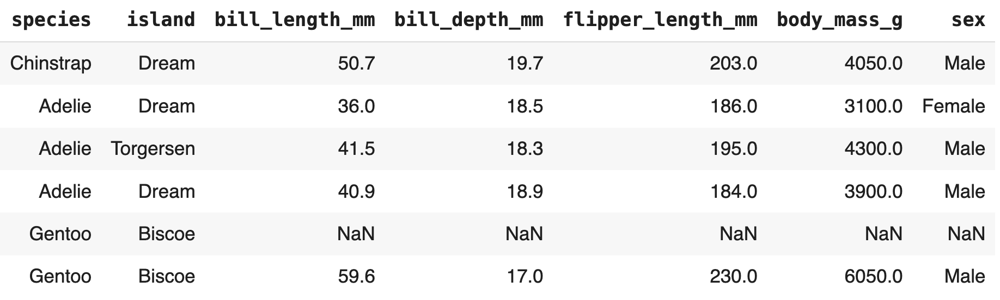 species island bill_length_mm bill_depth_mm flipper_length_mm body_mass_g sex
Chinstrap Dream 50.7 19.7 203.0 4050.0 Male
Adelie Dream 36.0 18.5 186.0 3100.0 Female
Adelie Torgersen 41.5 18.3 195.0 4300.0 Male
Adelie Dream 40.9 18.9 184.0 3900.0 Male
Gentoo Biscoe NaN NaN NaN NaN NaN
Gentoo Biscoe 59.6 17.0 230.0 6050.0 Male